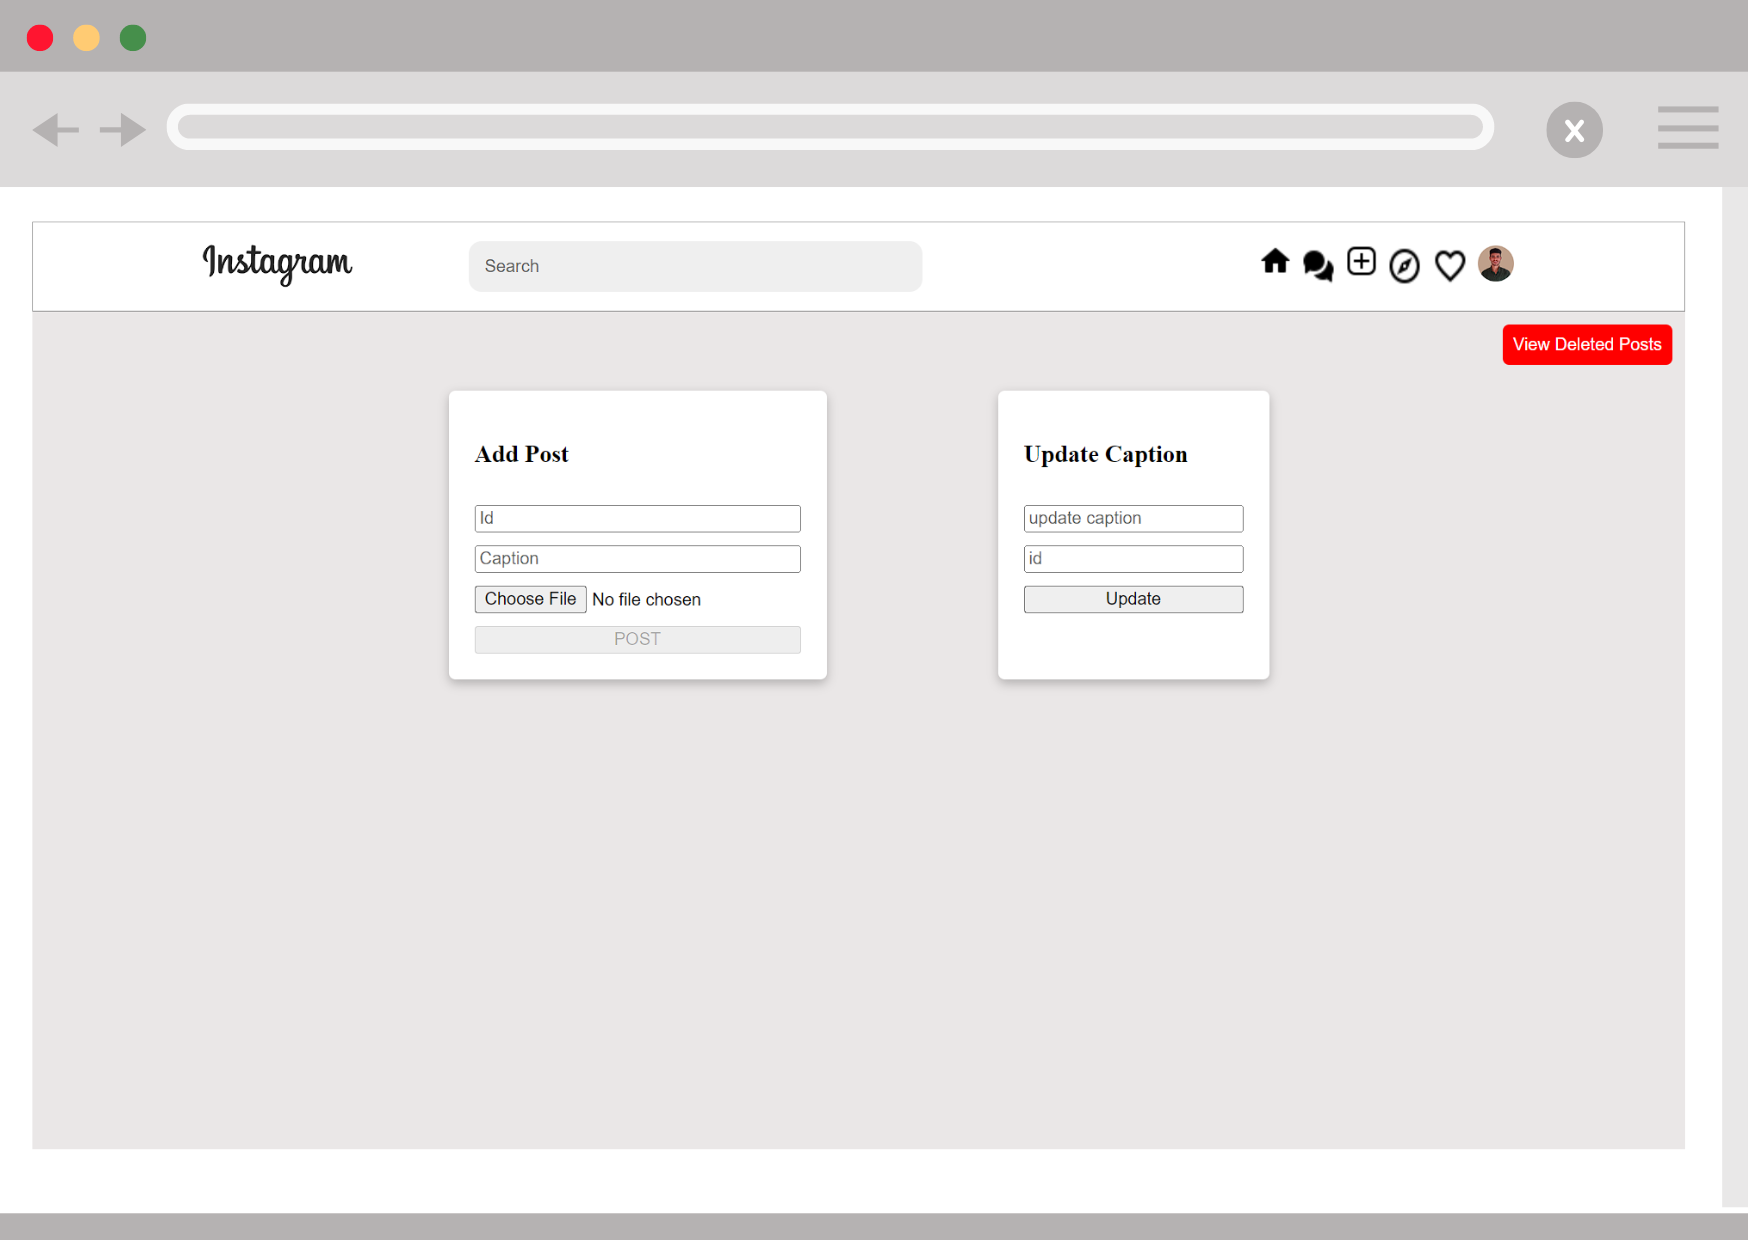 x
Instagram
Search
View Deleted Posts
Add Post
Id
Caption
Choose File No file chosen
POST
Update Caption
update caption
id
Update